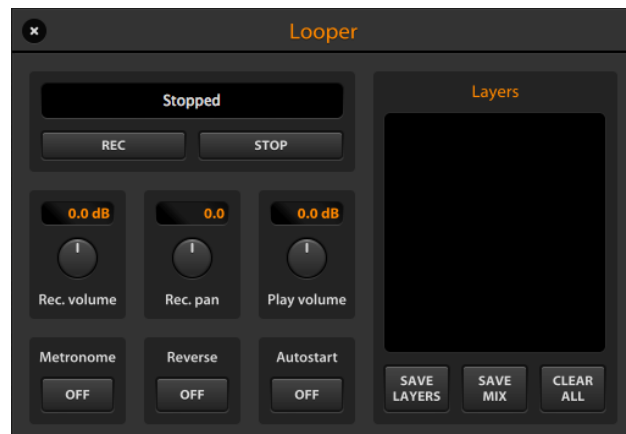 Looper
Stopped
REC STOP
0.0 dB 0.0 0.0 dB
Rec. volume Rec. pan Play volume
Metronome Reverse Autostart
OFF OFF OFF
Layers
SAVE LAYERS SAVE MIX CLEAR ALL